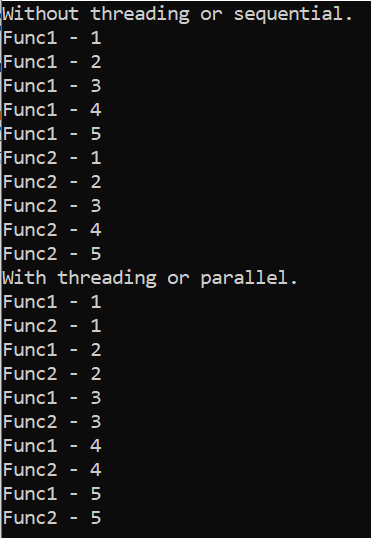 Without threading or sequential.
Func1 - 1
Func1 - 2
Func1 - 3
Func1 - 4
Func1 - 5
Func2 - 1
Func2 - 2
Func2 - 3
Func2 - 4
Func2 - 5
With threading or parallel.
Func1 - 1
Func2 - 1
Func1 - 2
Func2 - 2
Func1 - 3
Func2 - 3
Func1 - 4
Func2 - 4
Func1 - 5
Func2 - 5